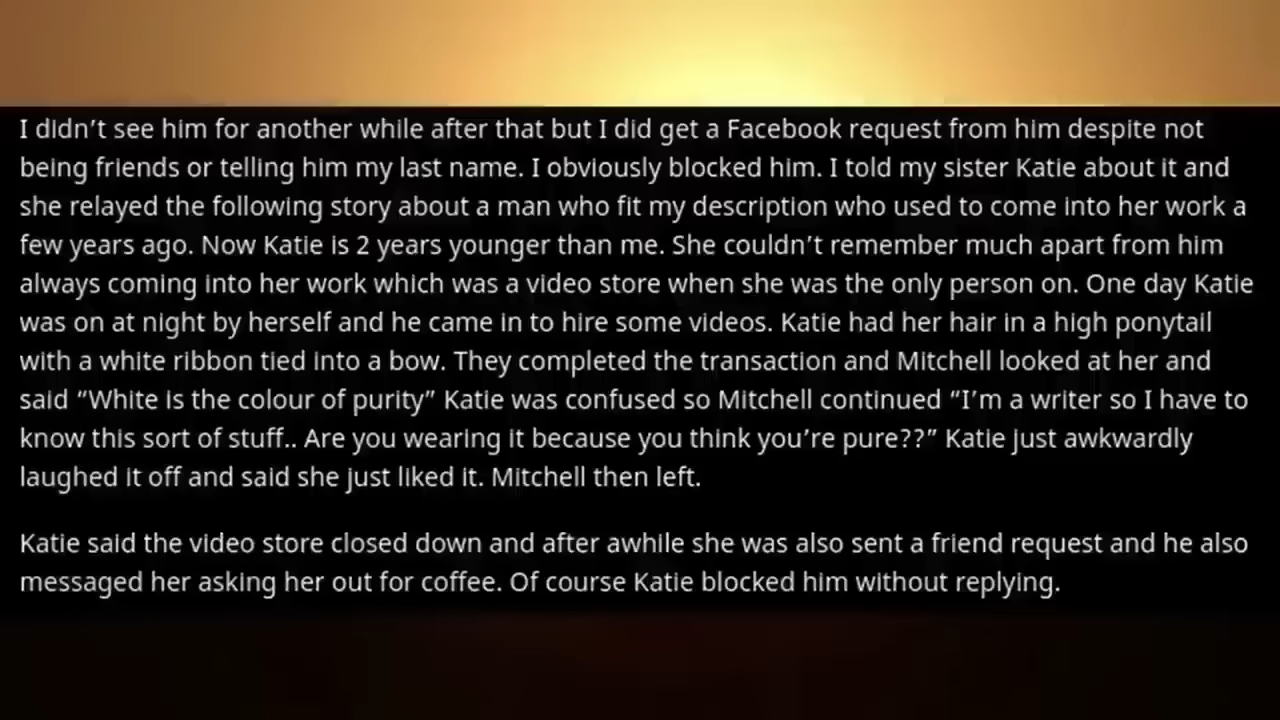 I didn’t see him for another while after that but I did get a Facebook request from him despite not
being friends or telling him my last name. I obviously blocked him. I told my sister Katie about it and
she relayed the following story about a man who fit my description who used to come into her work a
few years ago. Now Katie is 2 years younger than me. She couldn’t remember much apart from him
always coming into her work which was a video store when she was the only person on. One day Katie
was on at night by herself and he came in to hire some videos. Katie had her hair in a high ponytail
with a white ribbon tied into a bow. They completed the transaction and Mitchell looked at her and
said “White is the colour of purity” Katie was confused so Mitchell continued “I’m a writer so I have to
know this sort of stuff.. Are you wearing it because you think you’re pure??” Katie just awkwardly
laughed it off and said she just liked it. Mitchell then left.
Katie said the video store closed down and after awhile she was also sent a friend request and he also
messaged her asking her out for coffee. Of course Katie blocked him without replying.